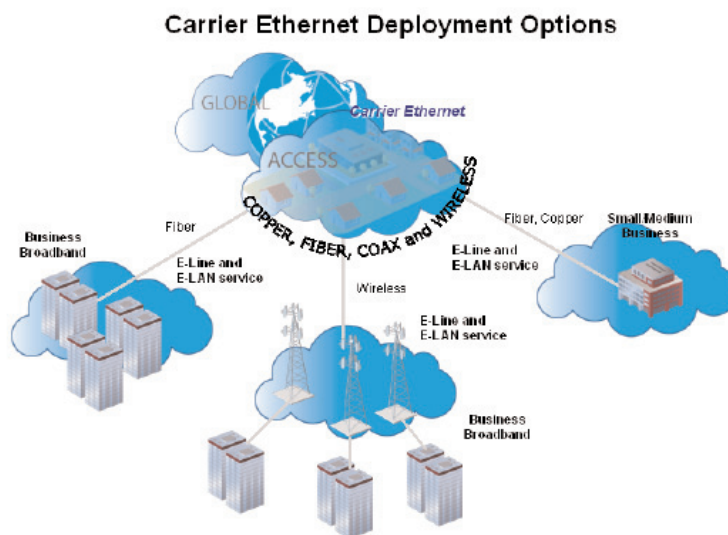 Carrier Ethernet Deployment Options
GLOBAL
Carrier Ethernet
ACCESS
COPPER, FIBER, COAX and WIRELESS
Fiber
Business
Broadband
E-Line and
E-LAN service
Fiber, Copper
Small/Medium
Business
E-Line and
E-LAN service
Wireless
E-Line and
E-LAN service
Business
Broadband